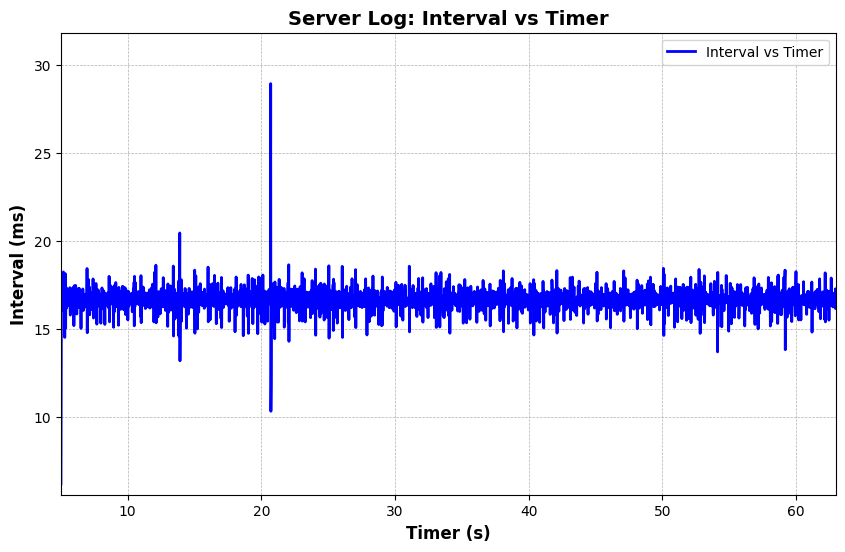 Server Log: Interval vs Timer
Interval vs Timer
30
25
20
15
10
Interval (ms)
10 20 30 40 50 60
Timer (s)